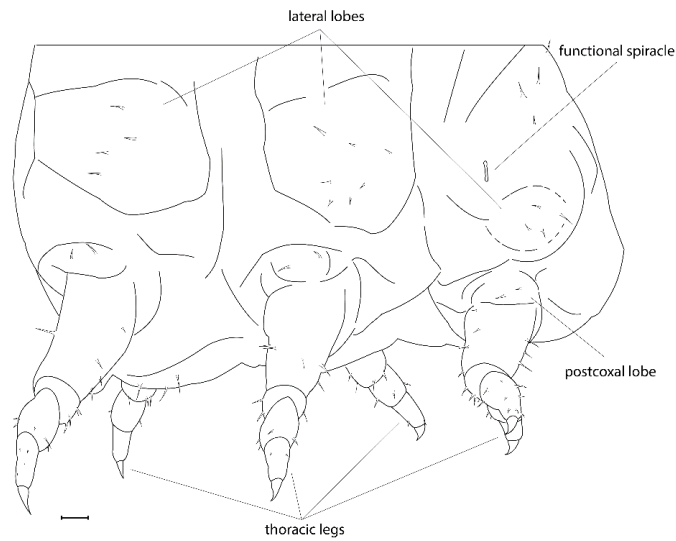 lateral lobes
functional spiracle
postcoxal lobe
thoracic legs